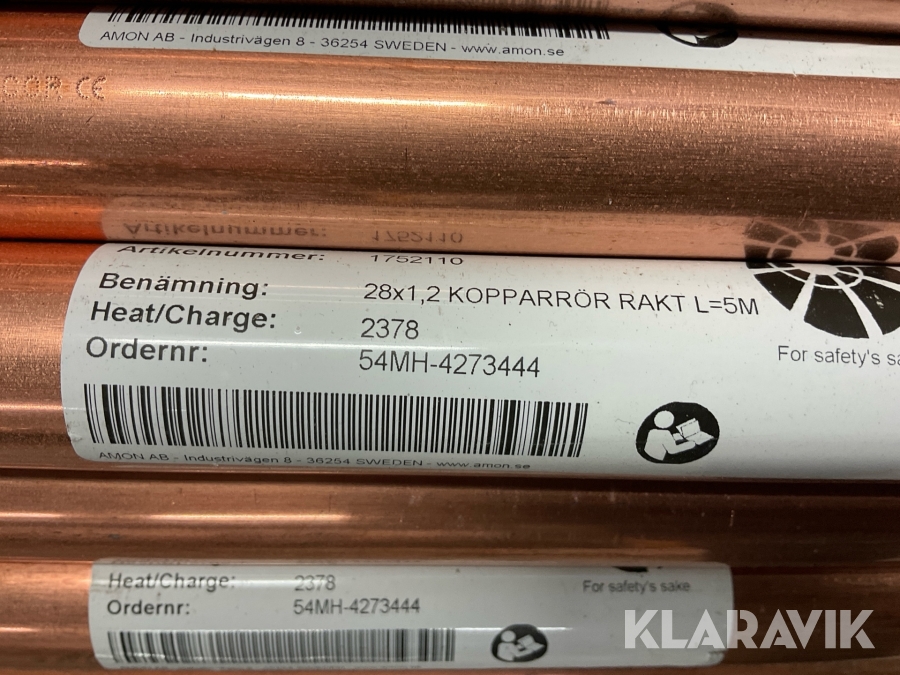 AMON AB - Industrivägen 8 - 36254 SWEDEN - www.amon.se
CE
Artikelnummer: 1752110
Artikelnummer: 1752110
Benämning: 28x1,2 KOPPARRÖR RAKT L=5M
Heat/Charge: 2378
Ordernr: 54MH-4273444
For safety's
AMON AB - Industrivägen 8 - 36254 SWEDEN - www.amon.se
Heat/Charge: 2378
Ordernr: 54MH-4273444
For safety's sake
KLARAVIK